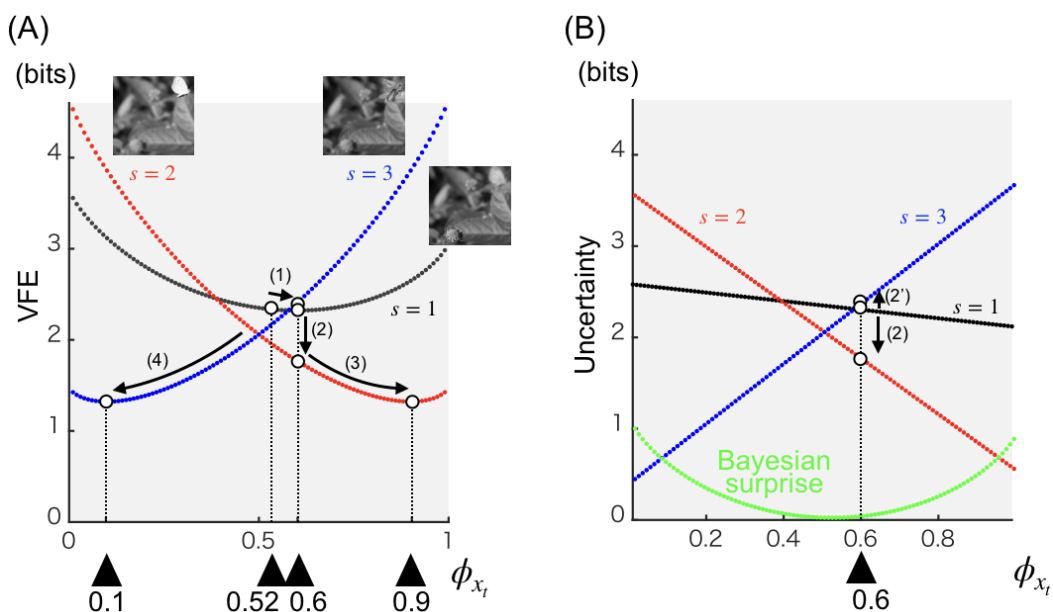 (A)
(bits)
VFE
4
3
2
1
0
s = 2
s = 3
s = 1
(1)
(2)
(3)
(4)
0
0.5
1
ϕxₜ
0.1
0.52
0.6
0.9
(B)
(bits)
Uncertainty
4
3
2
1
0
s = 2
s = 3
s = 1
(2')
(2)
Bayesian
surprise
0.2
0.4
0.6
0.8
ϕxₜ
0.6